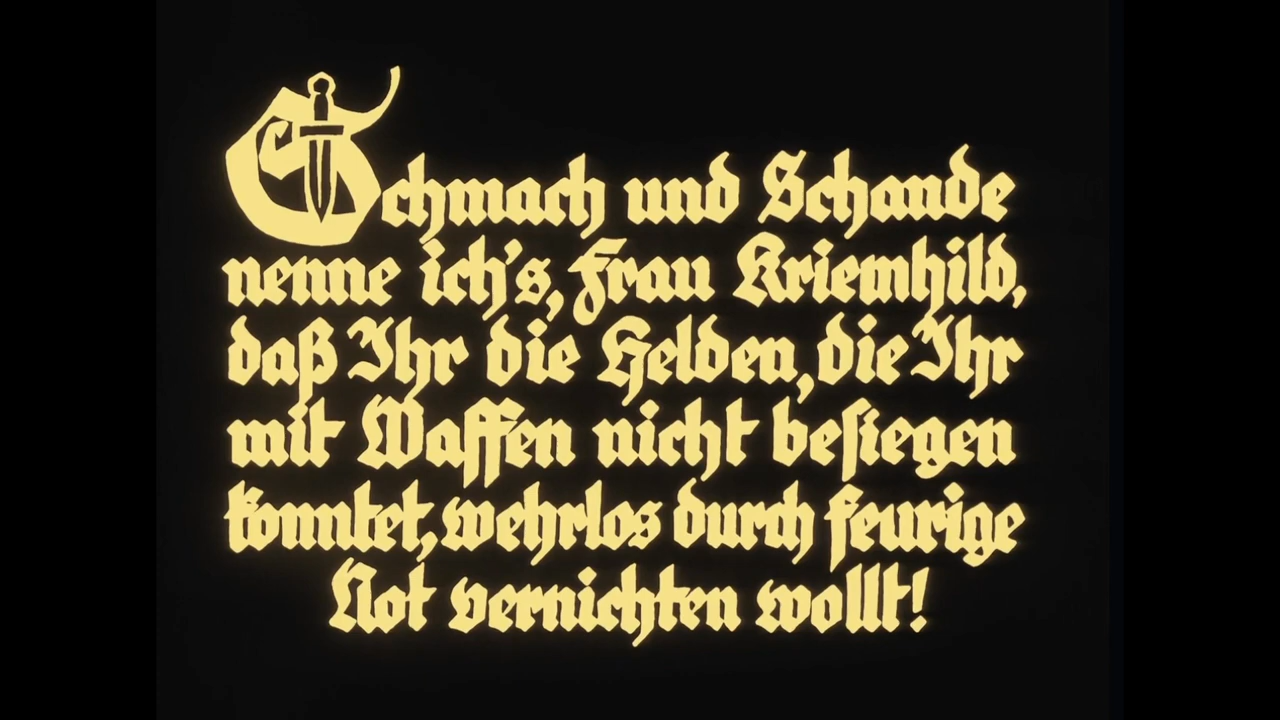 Schmach und Schande
nenne ich's, Frau Kriemhild,
daß Ihr die Helden, die Ihr
mit Waffen nicht besiegen
konntet, wehrlos durch feurige
Not vernichten wollt!